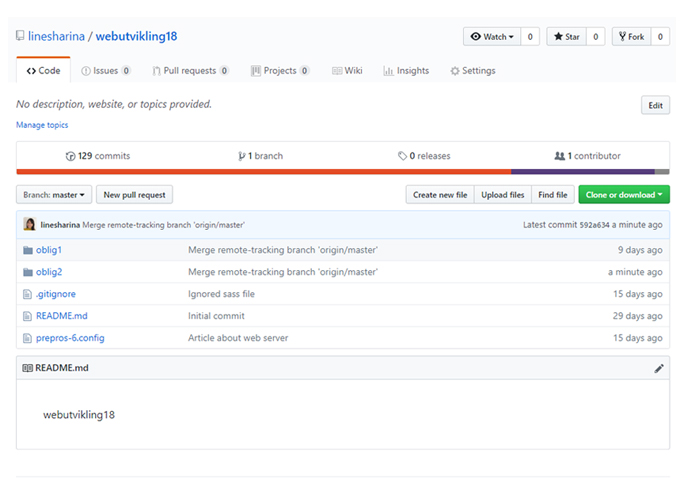 linesharina / webutvikling18
Watch 0 Star 0 Fork 0
Code Issues 0 Pull requests 0 Projects 0 Wiki Insights Settings
No description, website, or topics provided.
Edit
Manage topics
129 commits 1 branch 0 releases 1 contributor
Branch: master New pull request Create new file Upload files Find file Clone or download
linesharina Merge remote-tracking branch 'origin/master' Latest commit 592a634 a minute ago
oblig1 Merge remote-tracking branch 'origin/master' 9 days ago
oblig2 Merge remote-tracking branch 'origin/master' a minute ago
.gitignore Ignored sass file 15 days ago
README.md Initial commit 29 days ago
prepros-6.config Article about web server 15 days ago
README.md
webutvikling18